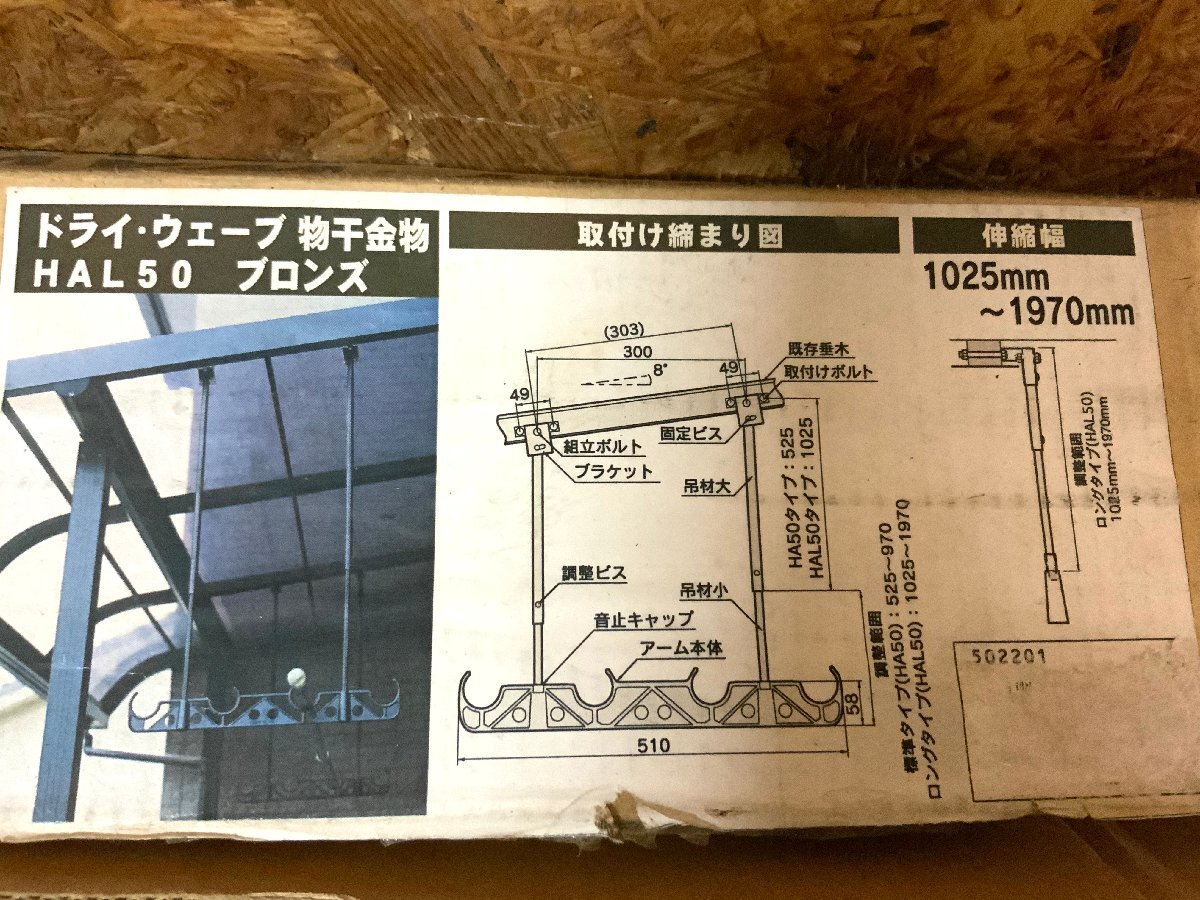 ドライ・ウェーブ 物干金物
HAL50 ブロンズ
取付け締まり図
(303)
300
8°
49
49
既存垂木
取付けボルト
固定ビス
組立ボルト
ブラケット
吊材大
HA50タイプ：525
HAL50タイプ：1025
調整ビス
吊材小
音止キャップ
アーム本体
58
510
調整範囲
標準タイプ(HA50)：525～970
ロングタイプ(HAL50)：1025～1970
伸縮幅
1025mm
～1970mm
調整範囲
ロングタイプ(HAL50)
1025mm～1970mm
502201